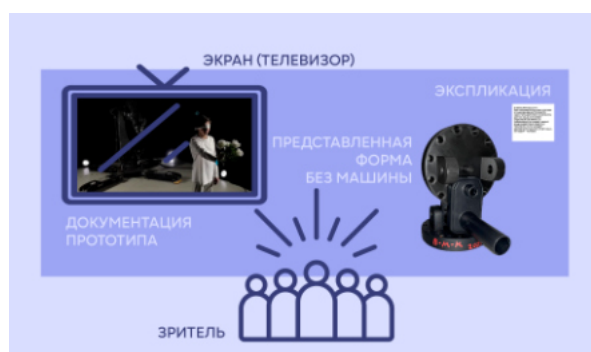 ЭКРАН (ТЕЛЕВИЗОР)
ЭКСПЛИКАЦИЯ
ПРЕДСТАВЛЕННАЯ
ФОРМА
БЕЗ МАШИНЫ
ДОКУМЕНТАЦИЯ
ПРОТОТИПА
ЗРИТЕЛЬ